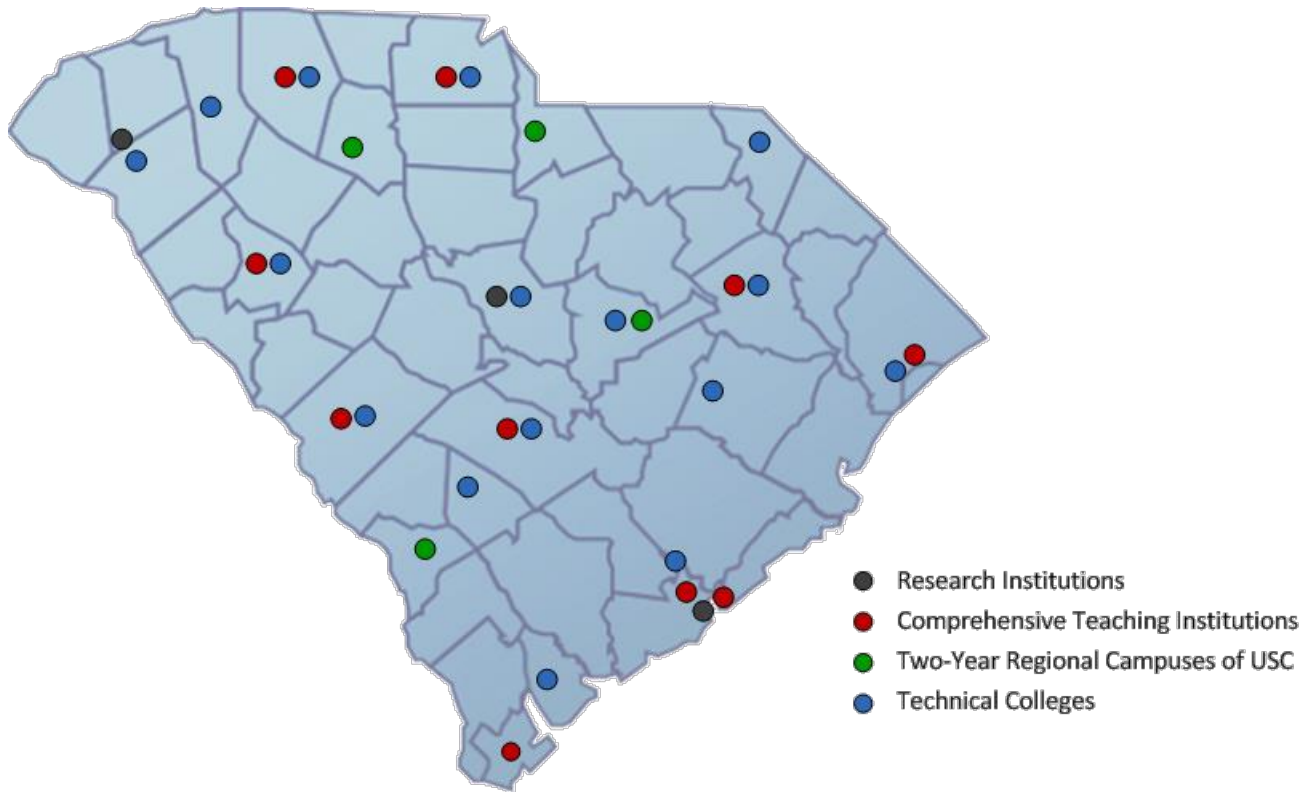 Research Institutions
Comprehensive Teaching Institutions
Two-Year Regional Campuses of USC
Technical Colleges